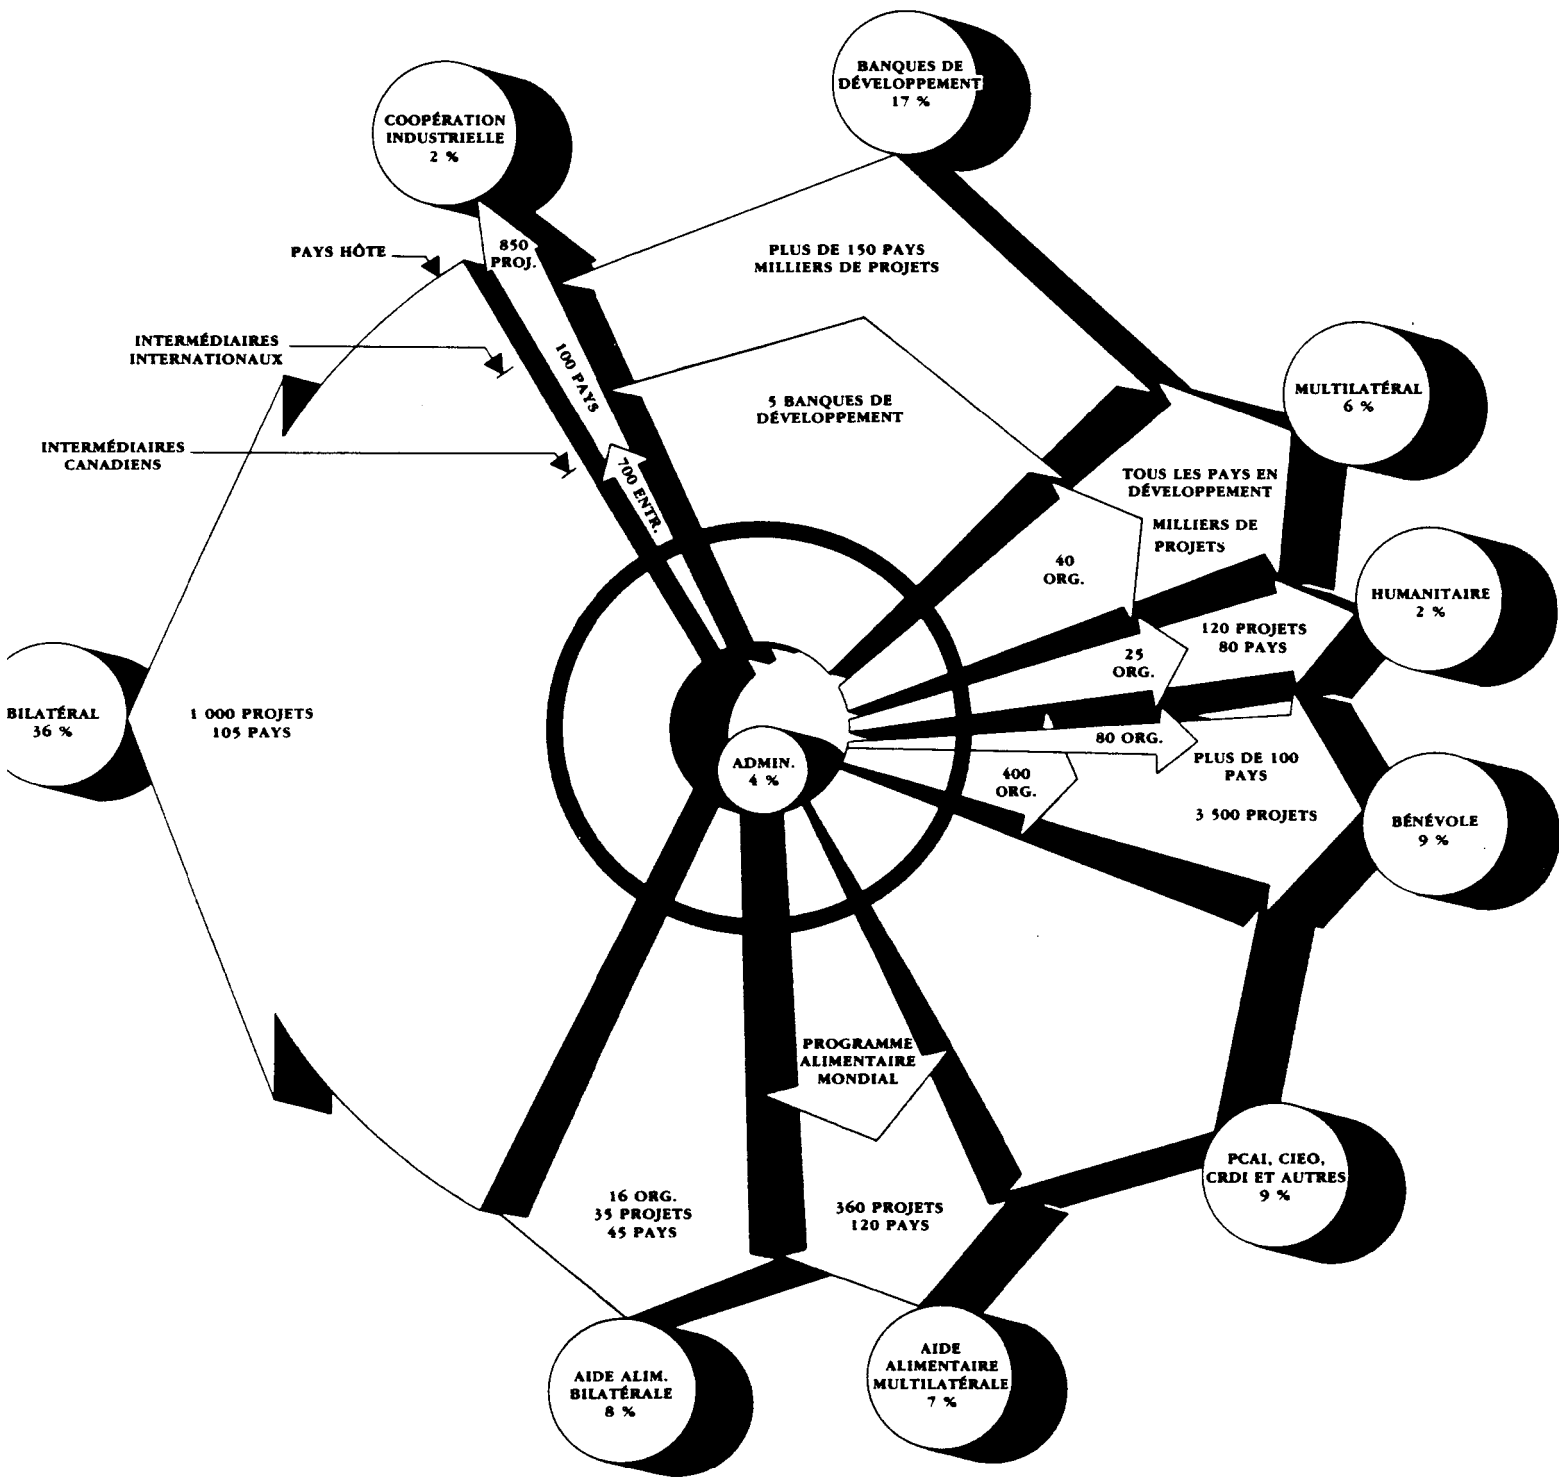 BANQUES DE
DÉVELOPPEMENT
17 %
COOPÉRATION
INDUSTRIELLE
2 %
PAYS HÔTE
850
PROJ.
PLUS DE 150 PAYS
MILLIERS DE PROJETS
INTERMÉDIAIRES
INTERNATIONAUX
100 PAYS
5 BANQUES DE
DÉVELOPPEMENT
MULTILATÉRAL
6 %
INTERMÉDIAIRES
CANADIENS
700 ENTR.
TOUS LES PAYS EN
DÉVELOPPEMENT
MILLIERS DE
PROJETS
40
ORG.
HUMANITAIRE
2 %
120 PROJETS
80 PAYS
25
ORG.
BILATÉRAL
36 %
1 000 PROJETS
105 PAYS
80 ORG.
ADMIN.
4 %
400
ORG.
PLUS DE 100
PAYS
3 500 PROJETS
BÉNÉVOLE
9 %
PROGRAMME
ALIMENTAIRE
MONDIAL
PCAI, CIEO,
CRDI ET AUTRES
9 %
16 ORG.
35 PROJETS
45 PAYS
360 PROJETS
120 PAYS
AIDE ALIM.
BILATÉRALE
8 %
AIDE
ALIMENTAIRE
MULTILATÉRALE
7 %